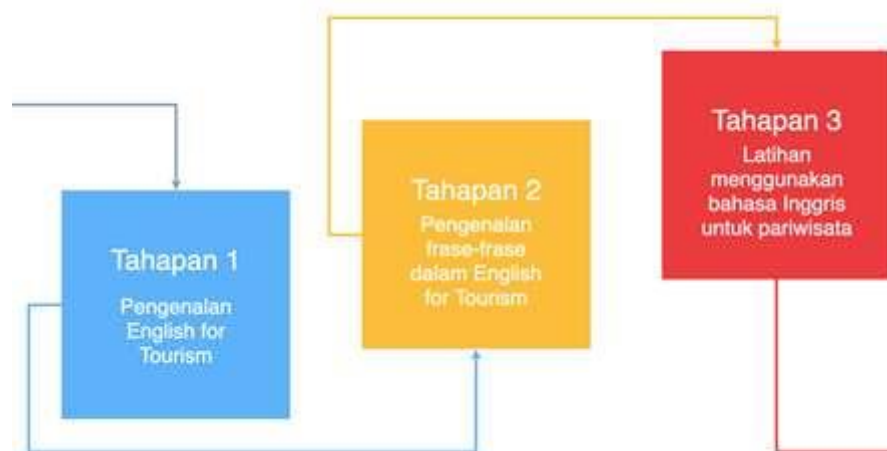 Tahapan 1
Pengenalan
English for
Tourism
Tahapan 2
Pengenalan
frase-frase
dalam English
for Tourism
Tahapan 3
Latihan
menggunakan
bahasa Inggris
untuk pariwisata